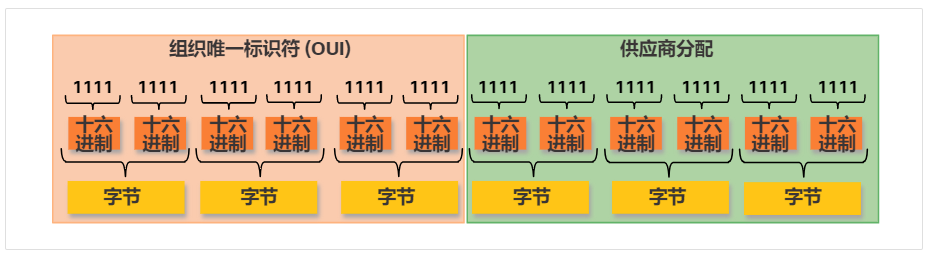 组织唯一标识符 (OUI) 供应商分配
1111 1111 1111 1111 1111 1111 1111 1111 1111 1111 1111 1111
十六 十六 十六 十六 十六 十六 十六 十六 十六 十六 十六 十六
进制 进制 进制 进制 进制 进制 进制 进制 进制 进制 进制 进制
字节 字节 字节 字节 字节 字节